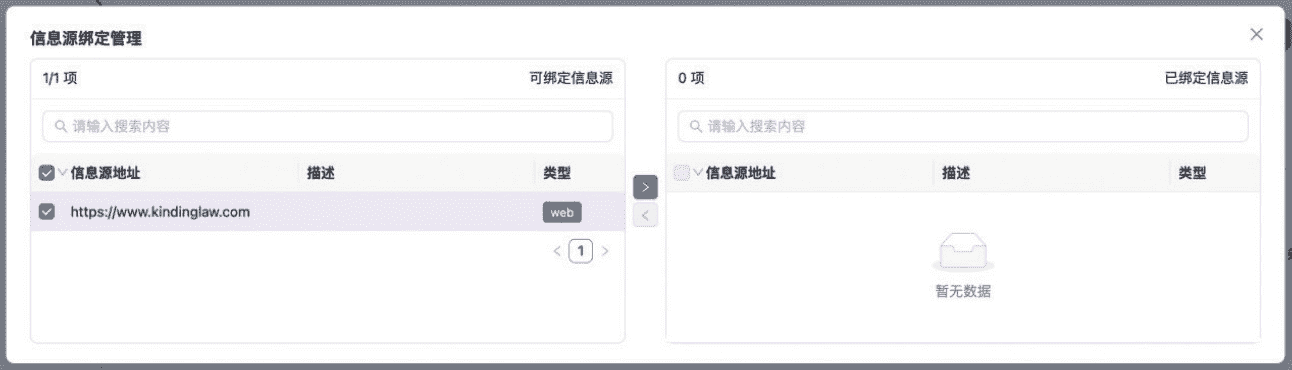 信息源绑定管理
1/1 项 可绑定信息源
请输入搜索内容
信息源地址 描述 类型
https://www.kindinglaw.com web
1
0 项 已绑定信息源
请输入搜索内容
信息源地址 描述 类型
暂无数据